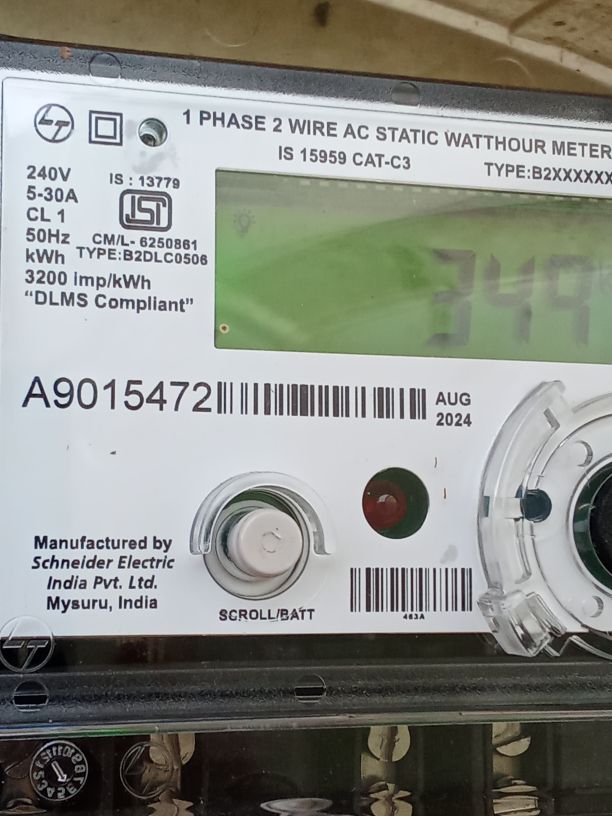 1 PHASE 2 WIRE AC STATIC WATTHOUR METER
IS 15959 CAT-C3
TYPE:B2XXXXXX
240V
5-30A
CL 1
50Hz
kWh
3200 imp/kWh
"DLMS Compliant"
IS : 13779
CM/L- 6250861
TYPE:B2DLC0506
349
A9015472
AUG
2024
Manufactured by
Schneider Electric
India Pvt. Ltd.
Mysuru, India
SCROLL/BATT
463A